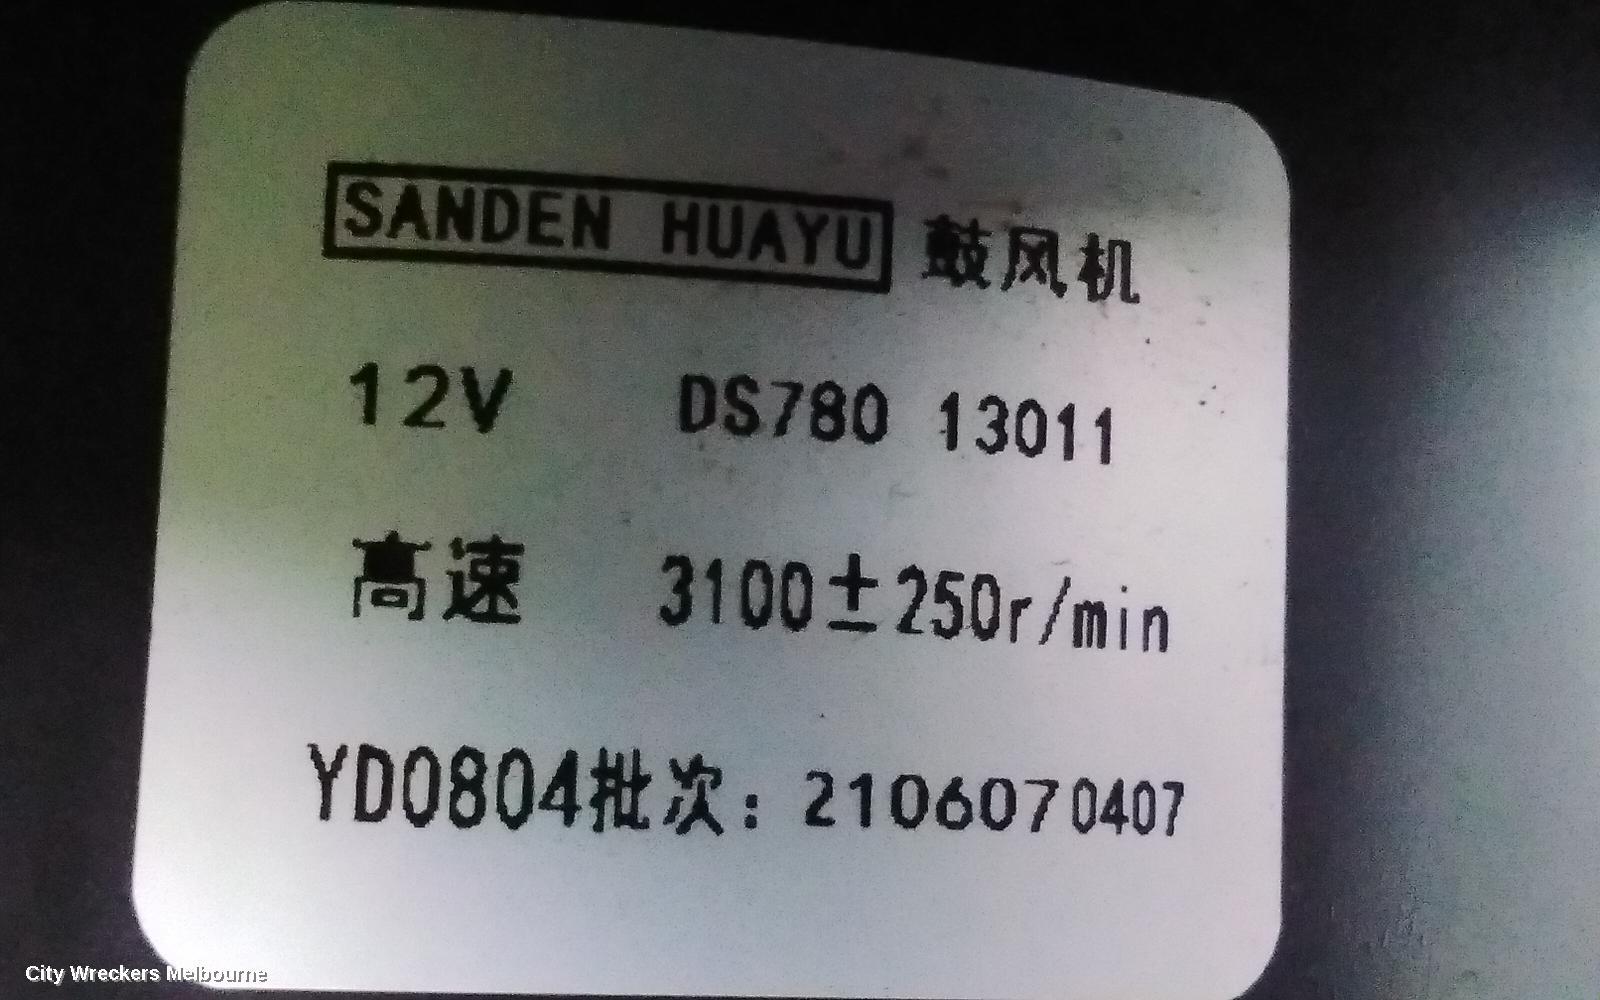 SANDEN HUAYU 鼓风机
12V DS780 13011
高速 3100±250r/min
YD0804批次：2106070407
City Wreckers Melbourne